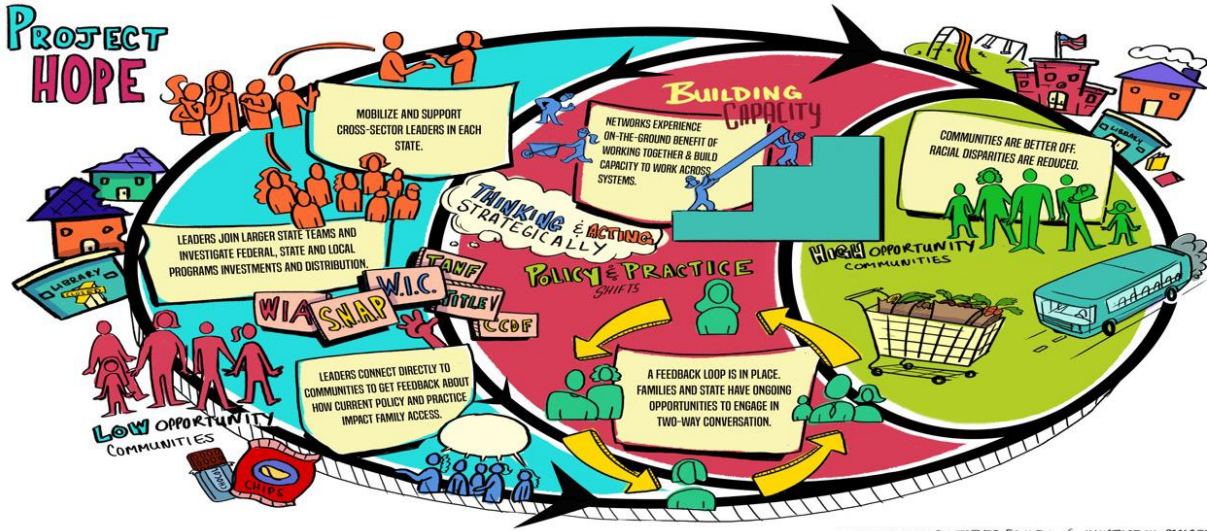 PROJECT
HOPE
MOBILIZE AND SUPPORT
CROSS-SECTOR LEADERS IN EACH
STATE.
LEADERS JOIN LARGER STATE TEAMS AND
INVESTIGATE FEDERAL, STATE AND LOCAL
PROGRAMS INVESTMENTS AND DISTRIBUTION.
WIA
S.N.A.P
W.I.C.
TANF
TITLE V
CCDF
LEADERS CONNECT DIRECTLY TO
COMMUNITIES TO GET FEEDBACK ABOUT
HOW CURRENT POLICY AND PRACTICE
IMPACT FAMILY ACCESS.
LIBRARY
CLOSED
LOW OPPORTUNITY
COMMUNITIES
CHIPS
THINKING & ACTING
STRATEGICALLY
BUILDING
CAPACITY
NETWORKS EXPERIENCE
ON-THE-GROUND BENEFIT OF
WORKING TOGETHER & BUILD
CAPACITY TO WORK ACROSS
SYSTEMS.
POLICY & PRACTICE
SHIFTS
A FEEDBACK LOOP IS IN PLACE.
FAMILIES AND STATE HAVE ONGOING
OPPORTUNITIES TO ENGAGE IN
TWO-WAY CONVERSATION.
COMMUNITIES ARE BETTER OFF.
RACIAL DISPARITIES ARE REDUCED.
LIBRARY
HIGH OPPORTUNITY
COMMUNITIES